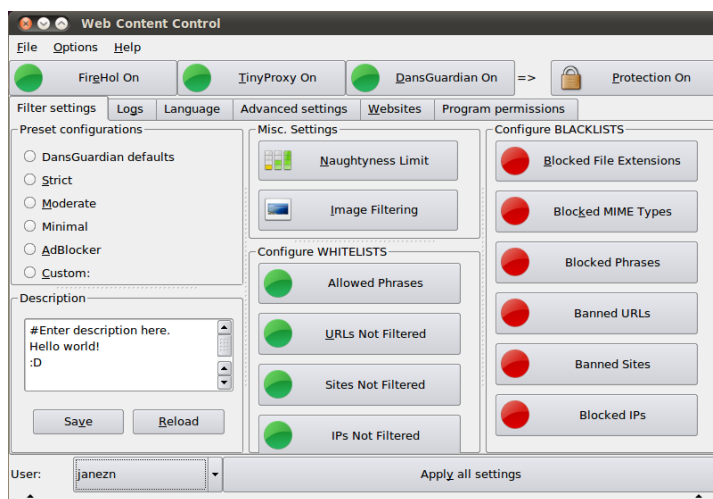 Web Content Control
File Options Help
FireHol On TinyProxy On DansGuardian On => Protection On
Filter settings Logs Language Advanced settings Websites Program permissions
Preset configurations
DansGuardian defaults
Strict
Moderate
Minimal
AdBlocker
Custom:
Description
#Enter description here.
Hello world!
:D
Save Reload
Misc. Settings
Naughtyness Limit
Image Filtering
Configure WHITELISTS
Allowed Phrases
URLs Not Filtered
Sites Not Filtered
IPs Not Filtered
Configure BLACKLISTS
Blocked File Extensions
Blocked MIME Types
Blocked Phrases
Banned URLs
Banned Sites
Blocked IPs
User: janezn Apply all settings